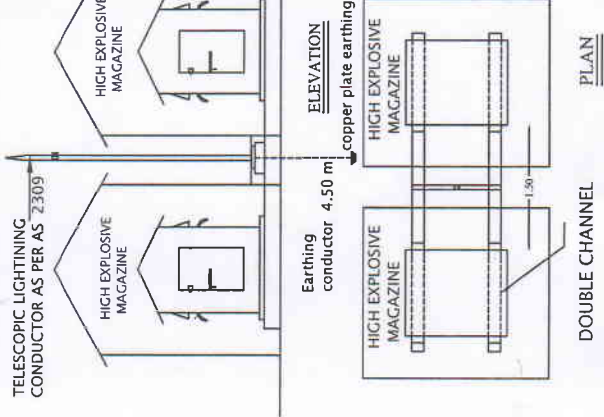 TELESCOPIC LIGHTINING
CONDUCTOR AS PER AS 2309
HIGH EXPLOSIVE
MAGAZINE
HIGH EXPLOSIVE
MAGAZINE
ELEVATION
Earthing
conductor 4.50 m
copper plate earthing
HIGH EXPLOSIVE
MAGAZINE
HIGH EXPLOSIVE
MAGAZINE
1.50
DOUBLE CHANNEL
PLAN